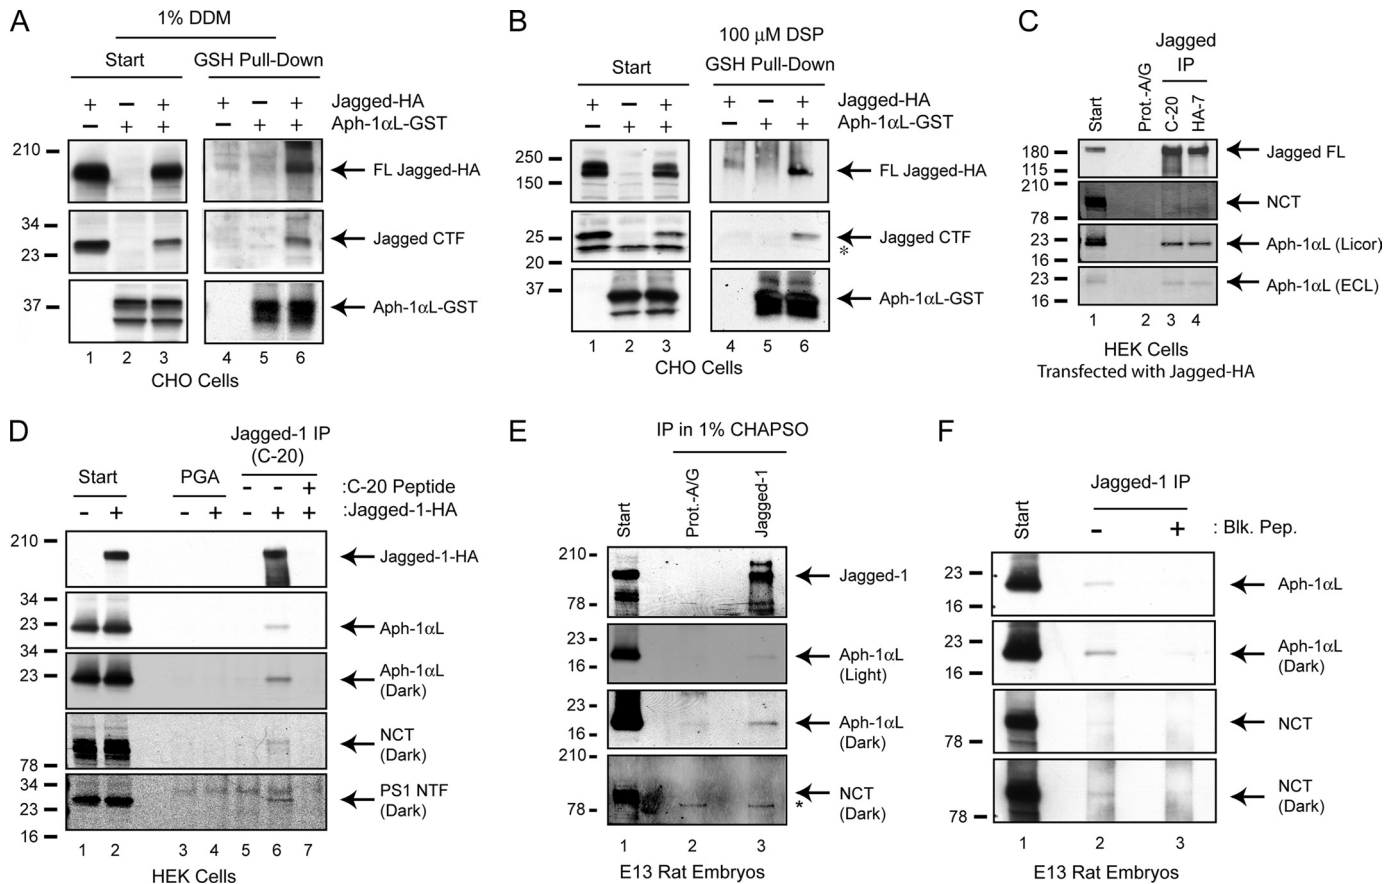 A
1% DDM
Start
GSH Pull-Down
+ − + + − + Jagged-HA
− + + − + + Aph-1αL-GST
210
FL Jagged-HA
34
23
Jagged CTF
37
Aph-1αL-GST
1 2 3 4 5 6
CHO Cells
B
100 µM DSP
Start
GSH Pull-Down
+ − + + − + Jagged-HA
− + + − + + Aph-1αL-GST
250
150
FL Jagged-HA
25
20
Jagged CTF
*
37
Aph-1αL-GST
1 2 3 4 5 6
CHO Cells
C
Jagged
IP
Start
Prot.-A/G
C-20
HA-7
180
115
Jagged FL
210
78
NCT
23
16
Aph-1αL (Licor)
23
16
Aph-1αL (ECL)
1 2 3 4
HEK Cells
Transfected with Jagged-HA
D
Jagged-1 IP
(C-20)
Start
PGA
- - + :C-20 Peptide
- + - + - + + :Jagged-1-HA
210
Jagged-1-HA
34
23
Aph-1αL
34
23
Aph-1αL
(Dark)
78
NCT
(Dark)
34
23
16
PS1 NTF
(Dark)
1 2 3 4 5 6 7
HEK Cells
E
IP in 1% CHAPSO
Start
Prot.-A/G
Jagged-1
210
78
Jagged-1
23
16
Aph-1αL
(Light)
23
16
Aph-1αL
(Dark)
210
78
NCT
(Dark)
*
1 2 3
E13 Rat Embryos
F
Jagged-1 IP
Start
- + : Blk. Pep.
23
16
Aph-1αL
23
16
Aph-1αL
(Dark)
78
NCT
78
NCT
(Dark)
1 2 3
E13 Rat Embryos